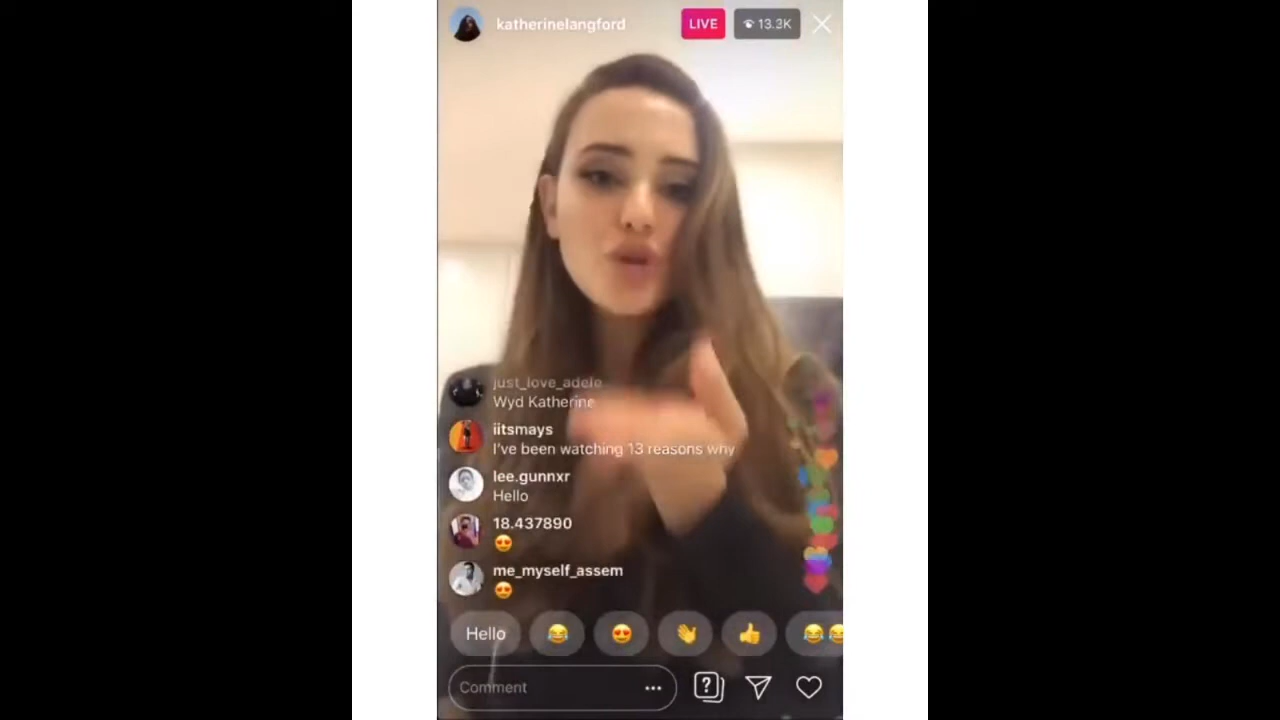 katherinelangford
LIVE
13.3K
just_love_adele
Wyd Katherine
iitsmays
I've been watching 13 reasons why
lee.gunnxr
Hello
18.437890
😍
me_myself_assem
😍
Hello 😂 😍 👋 👍 😂😂
Comment
?